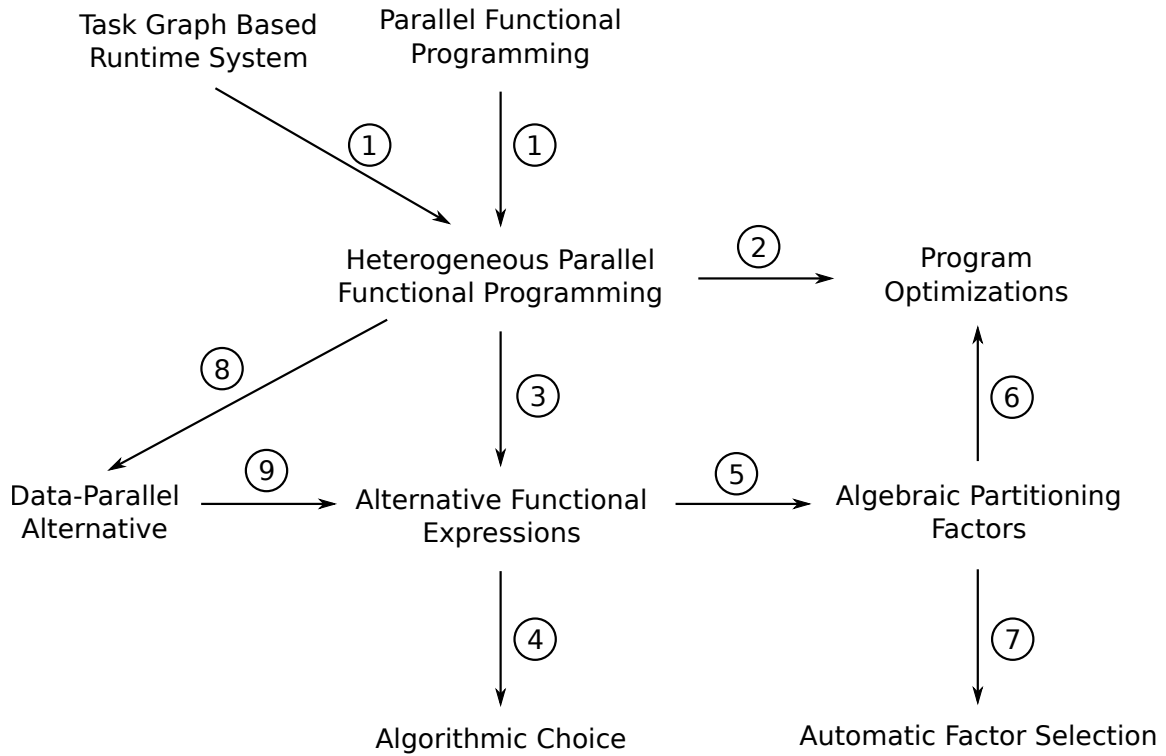 Task Graph Based
Runtime System
Parallel Functional
Programming
1
1
Heterogeneous Parallel
Functional Programming
2
Program
Optimizations
8
3
6
Data-Parallel
Alternative
9
Alternative Functional
Expressions
5
Algebraic Partitioning
Factors
4
7
Algorithmic Choice
Automatic Factor Selection